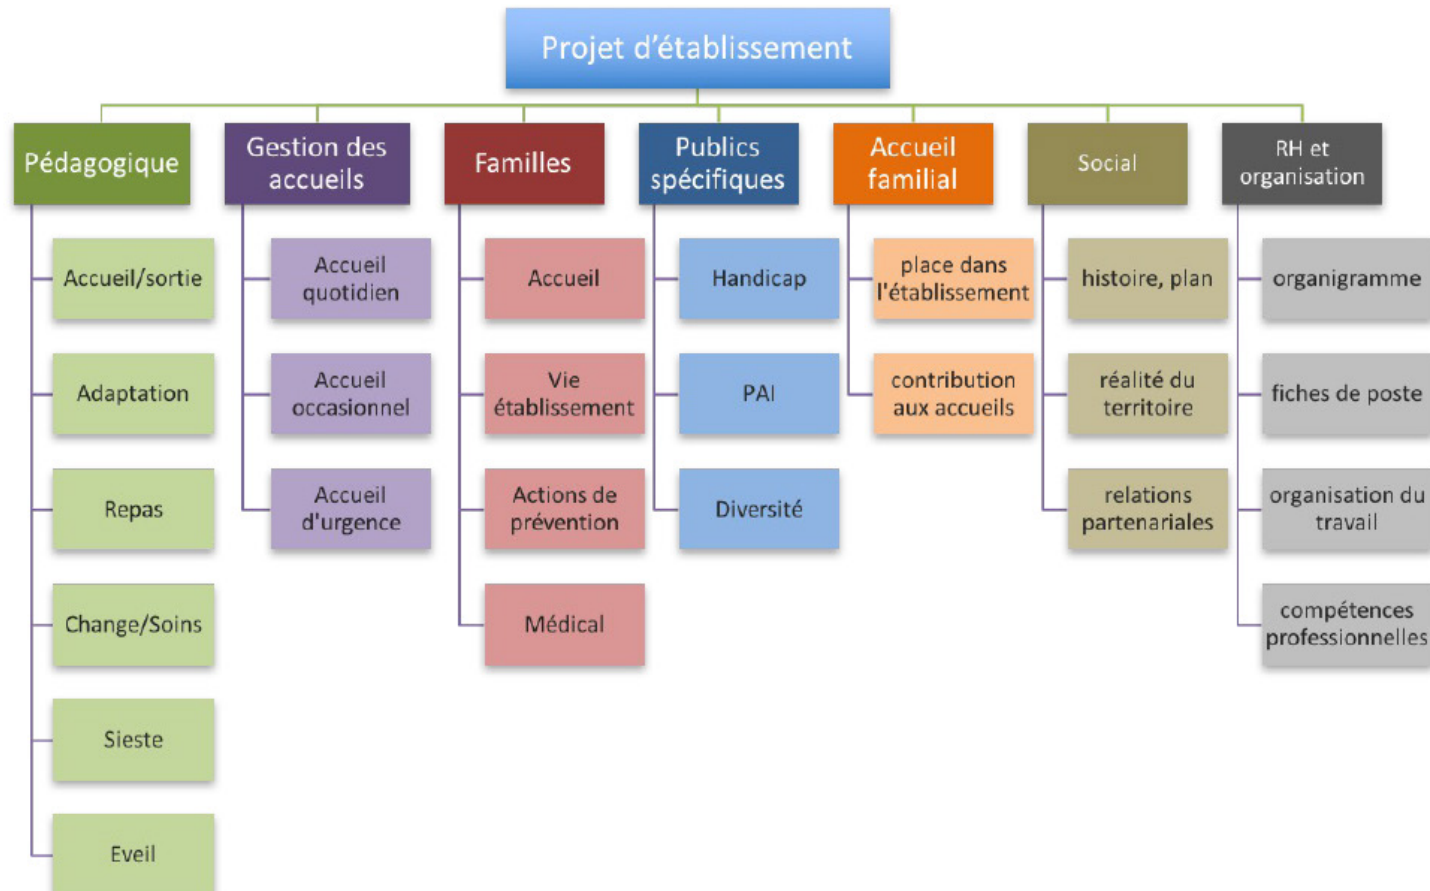 Projet d'établissement
Pédagogique
Accueil/sortie
Adaptation
Repas
Change/Soins
Sieste
Eveil
Gestion des
accueils
Accueil
quotidien
Accueil
occasionnel
Accueil
d'urgence
Familles
Accueil
Vie
établissement
Actions de
prévention
Médical
Publics
spécifiques
Handicap
PAI
Diversité
Accueil
familial
place dans
l'établissement
contribution
aux accueils
Social
histoire, plan
réalité du
territoire
relations
partenariales
RH et
organisation
organigramme
fiches de poste
organisation du
travail
compétences
professionnelles